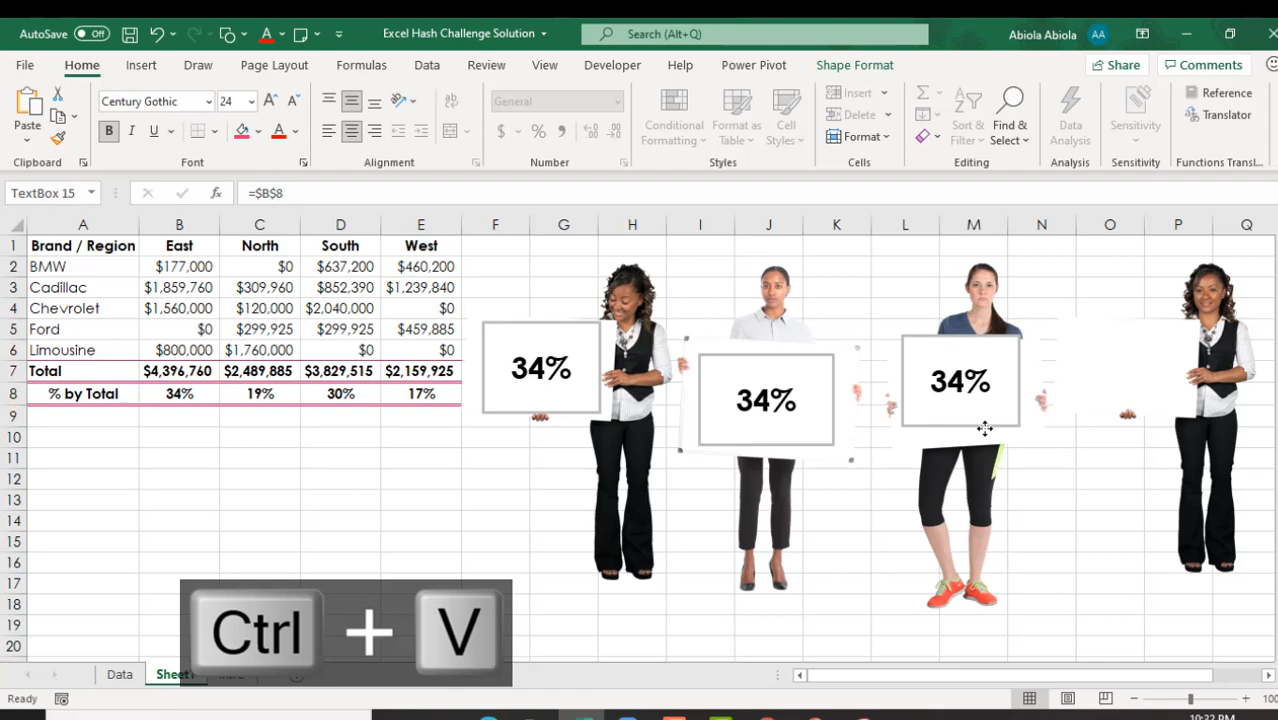 AutoSave Off Excel Hash Challenge Solution Search (Alt+Q) Abiola Abiola AA
File Home Insert Draw Page Layout Formulas Data Review View Developer Help Power Pivot Shape Format Share Comments
Century Gothic 24 General Insert Reference
Paste Conditional Format as Cell Delete Sort & Find & Data Sensitivity Translator
Formatting Table Styles Format Filter Select Analysis
Clipboard Font Alignment Number Styles Cells Editing Analysis Sensitivity Functions Transl...
TextBox 15 fx =$B$8
A B C D E F G H I J K L M N O P Q
1 Brand / Region East North South West
2 BMW $177,000 $0 $637,200 $460,200
3 Cadillac $1,859,760 $309,960 $852,390 $1,239,840
4 Chevrolet $1,560,000 $120,000 $2,040,000 $0
5 Ford $0 $299,925 $299,925 $459,885
6 Limousine $800,000 $1,760,000 $0 $0
7 Total $4,396,760 $2,489,885 $3,829,515 $2,159,925
8 % by Total 34% 19% 30% 17%
34% 34% 34%
9
10
11
12
13
14
15
16
17
18
19
20
Ctrl + V
Data Sheet1
Ready 100
10:32 PM